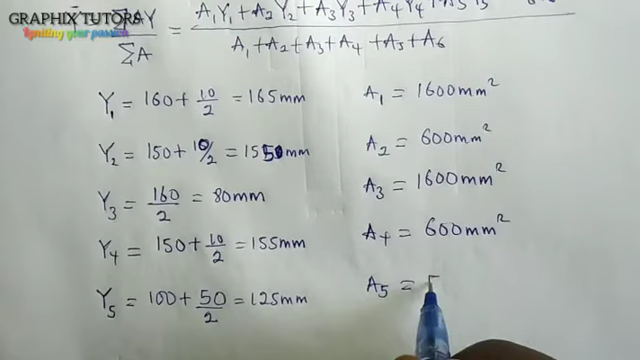 GRAPHIX TUTORS
Igniting your passion
ΣAY / ΣA = A₁Y₁ + A₂Y₂ + A₃Y₃ + A₄Y₄ + / A₁+A₂+A₃+A₄ +A₅+A₆
Y₁ = 160 + 10/2 = 165mm A₁ = 1600mm²
Y₂ = 150 + 10/2 = 155mm A₂ = 600mm²
Y₃ = 160/2 = 80mm A₃ = 1600mm²
Y₄ = 150 + 10/2 = 155mm A₄ = 600mm²
Y₅ = 100 + 50/2 = 125mm A₅ =